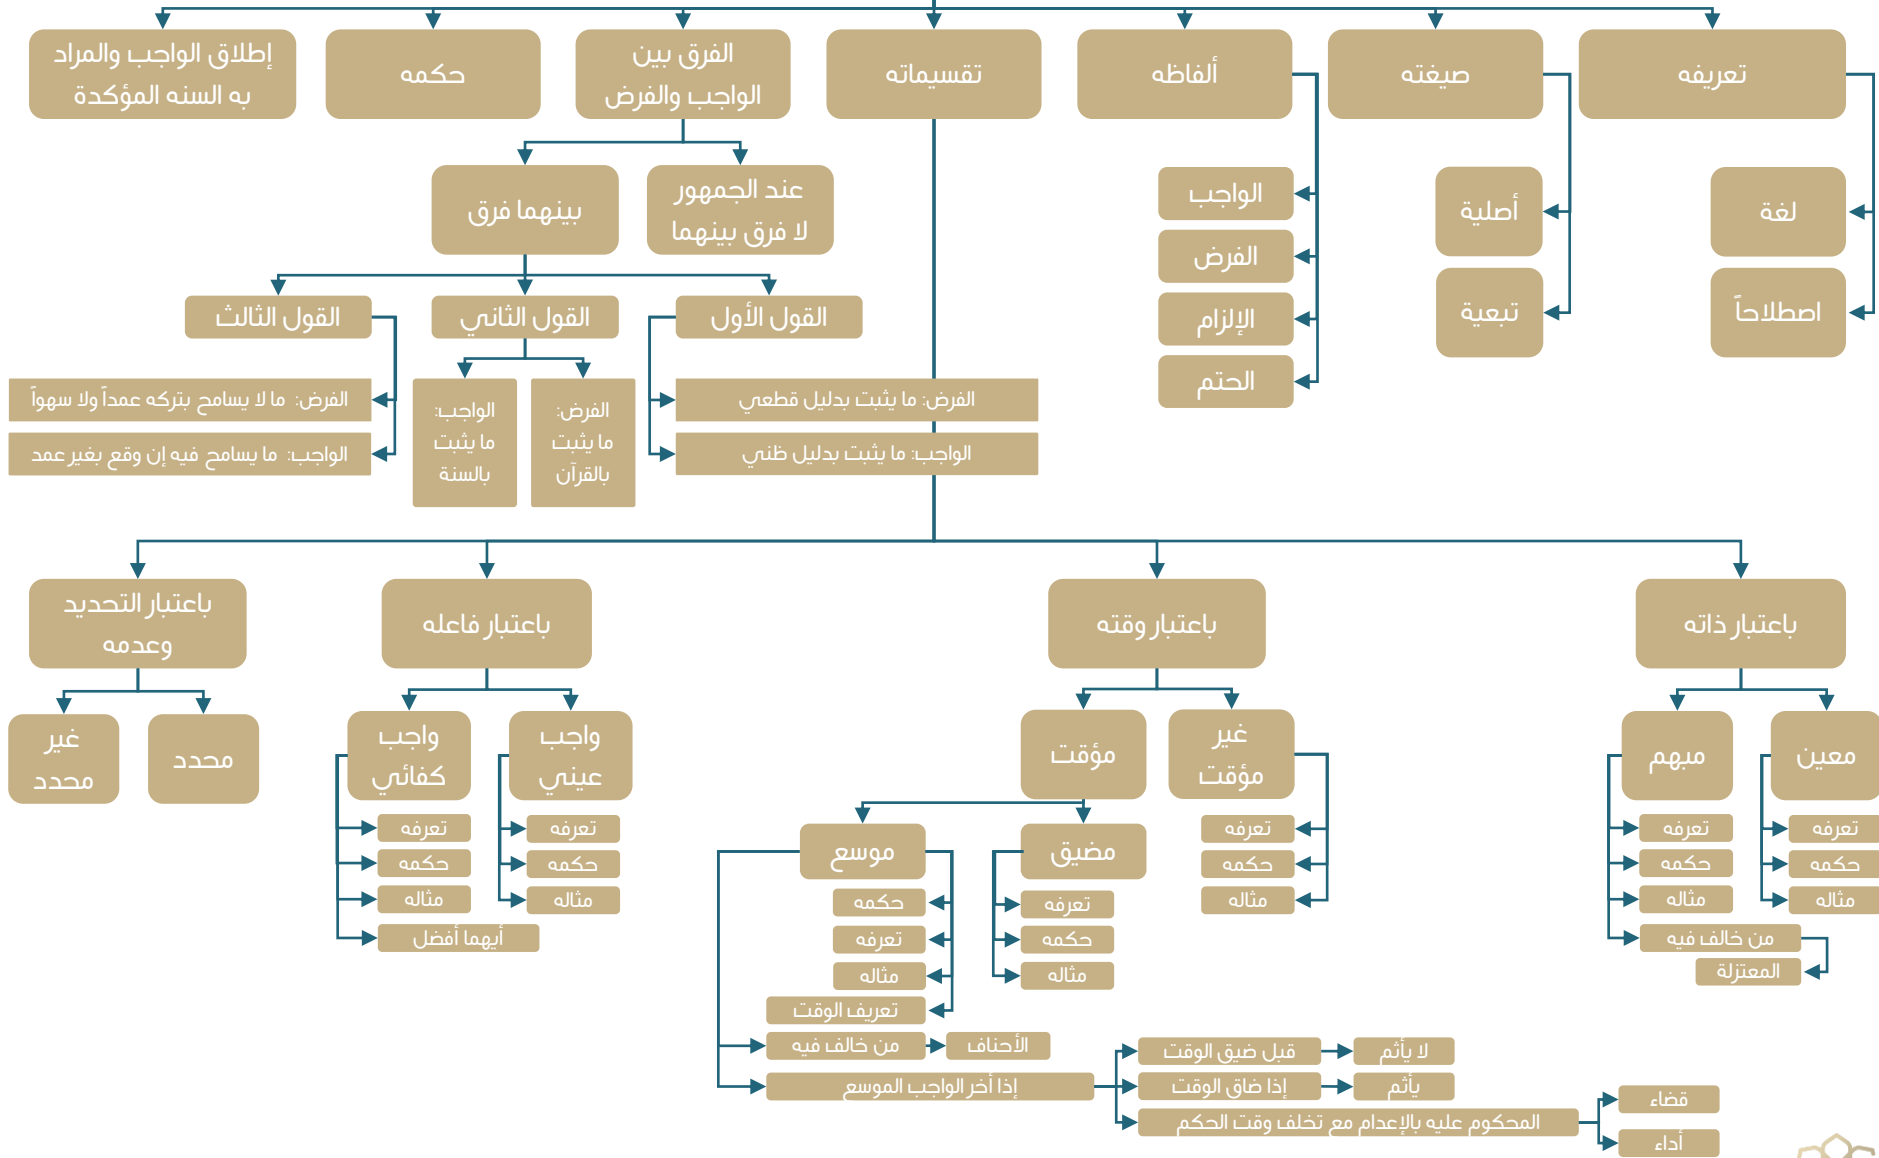 تعريفه
صيغته
ألفاظه
تقسيماته
الفرق بين
الواجب والفرض
حكمه
إطلاق الواجب والمراد
به السنه المؤكدة
لغة
اصطلاحاً
أصلية
تبعية
الواجب
الفرض
الإلزام
الحتم
عند الجمهور
لا فرق بينهما
بينهما فرق
القول الأول
القول الثاني
القول الثالث
الفرض: ما يثبت بدليل قطعي
الواجب: ما يثبت بدليل ظني
الفرض:
ما يثبت
بالقرآن
الواجب:
ما يثبت
بالسنة
الفرض: ما لا يسامح بتركه عمداً ولا سهواً
الواجب: ما يسامح فيه إن وقع بغير عمد
باعتبار ذاته
باعتبار وقته
باعتبار فاعله
باعتبار التحديد
وعدمه
معين
تعرفه
حكمه
مثاله
مبهم
تعرفه
حكمه
مثاله
من خالف فيه
المعتزلة
غير
مؤقت
تعرفه
حكمه
مثاله
مؤقت
مضيق
تعرفه
حكمه
مثاله
موسع
حكمه
تعرفه
مثاله
تعريف الوقت
من خالف فيه
الأحناف
إذا أخر الواجب الموسع
قبل ضيق الوقت
لا يأثم
إذا ضاق الوقت
يأثم
المحكوم عليه بالإعدام مع تخلف وقت الحكم
قضاء
أداء
واجب
عيني
تعرفه
حكمه
مثاله
واجب
كفائي
تعرفه
حكمه
مثاله
أيهما أفضل
محدد
غير
محدد